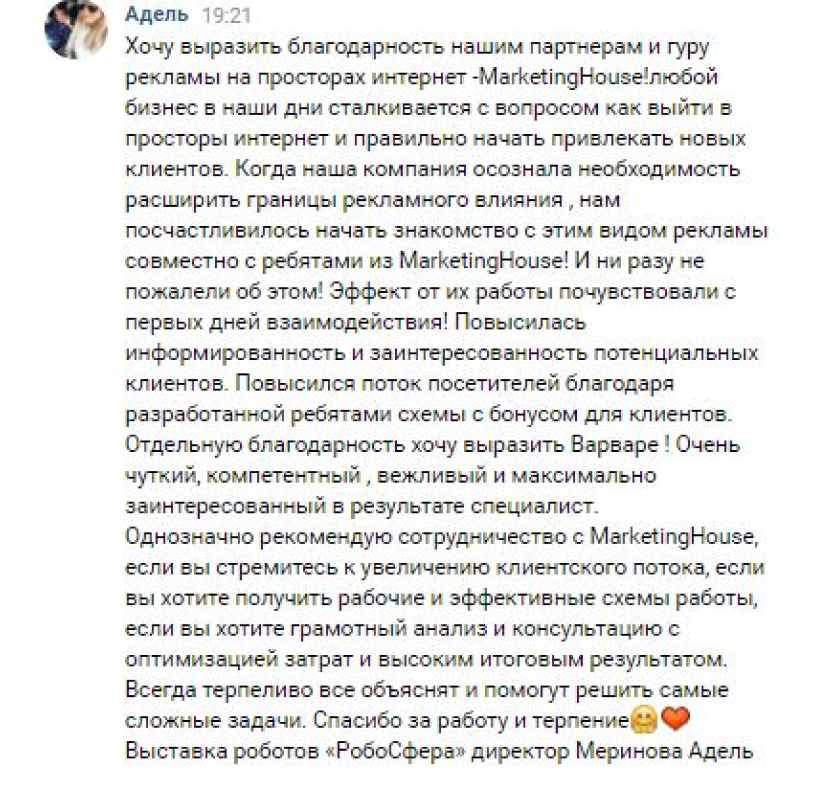 Адель 19:21
Хочу выразить благодарность нашим партнерам и гуру
рекламы на просторах интернет -MarketingHouse!любой
бизнес в наши дни сталкивается с вопросом как выйти в
просторы интернет и правильно начать привлекать новых
клиентов. Когда наша компания осознала необходимость
расширить границы рекламного влияния , нам
посчастливилось начать знакомство с этим видом рекламы
совместно с ребятами из MarketingHouse! И ни разу не
пожалели об этом! Эффект от их работы почувствовали с
первых дней взаимодействия! Повысилась
информированность и заинтересованность потенциальных
клиентов. Повысился поток посетителей благодаря
разработанной ребятами схемы с бонусом для клиентов.
Отдельную благодарность хочу выразить Варваре ! Очень
чуткий, компетентный , вежливый и максимально
заинтересованный в результате специалист.
Однозначно рекомендую сотрудничество с MarketingHouse,
если вы стремитесь к увеличению клиентского потока, если
вы хотите получить рабочие и эффективные схемы работы,
если вы хотите грамотный анализ и консультацию с
оптимизацией затрат и высоким итоговым результатом.
Всегда терпеливо все объяснят и помогут решить самые
сложные задачи. Спасибо за работу и терпение🤗❤
Выставка роботов «РобоСфера» директор Меринова Адель